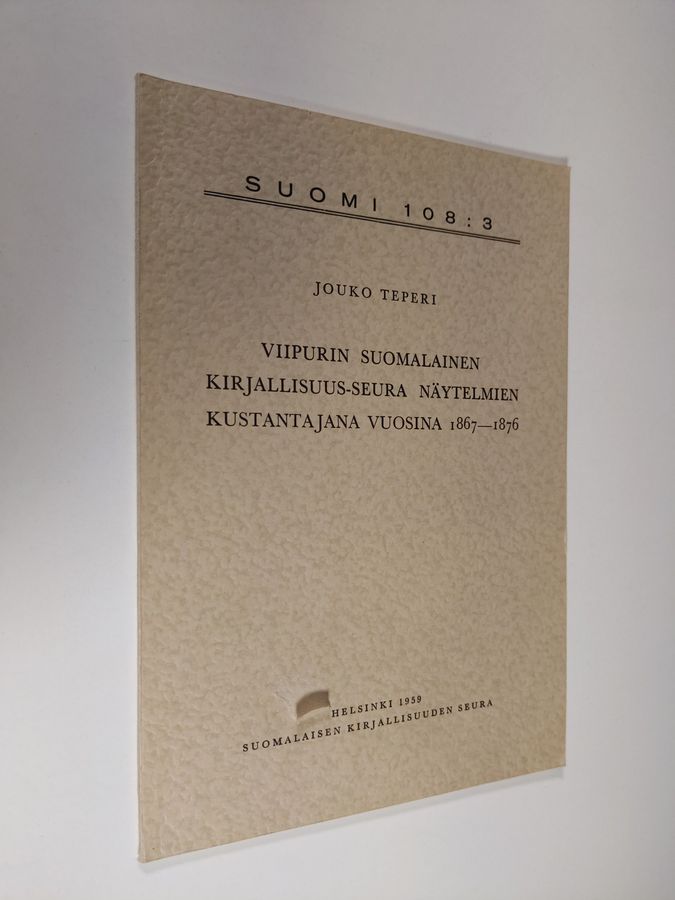 SUOMI 108:3
JOUKO TEPERI
VIIPURIN SUOMALAINEN
KIRJALLISUUS-SEURA NÄYTELMIEN
KUSTANTAJANA VUOSINA 1867—1876
HELSINKI 1959
SUOMALAISEN KIRJALLISUUDEN SEURA